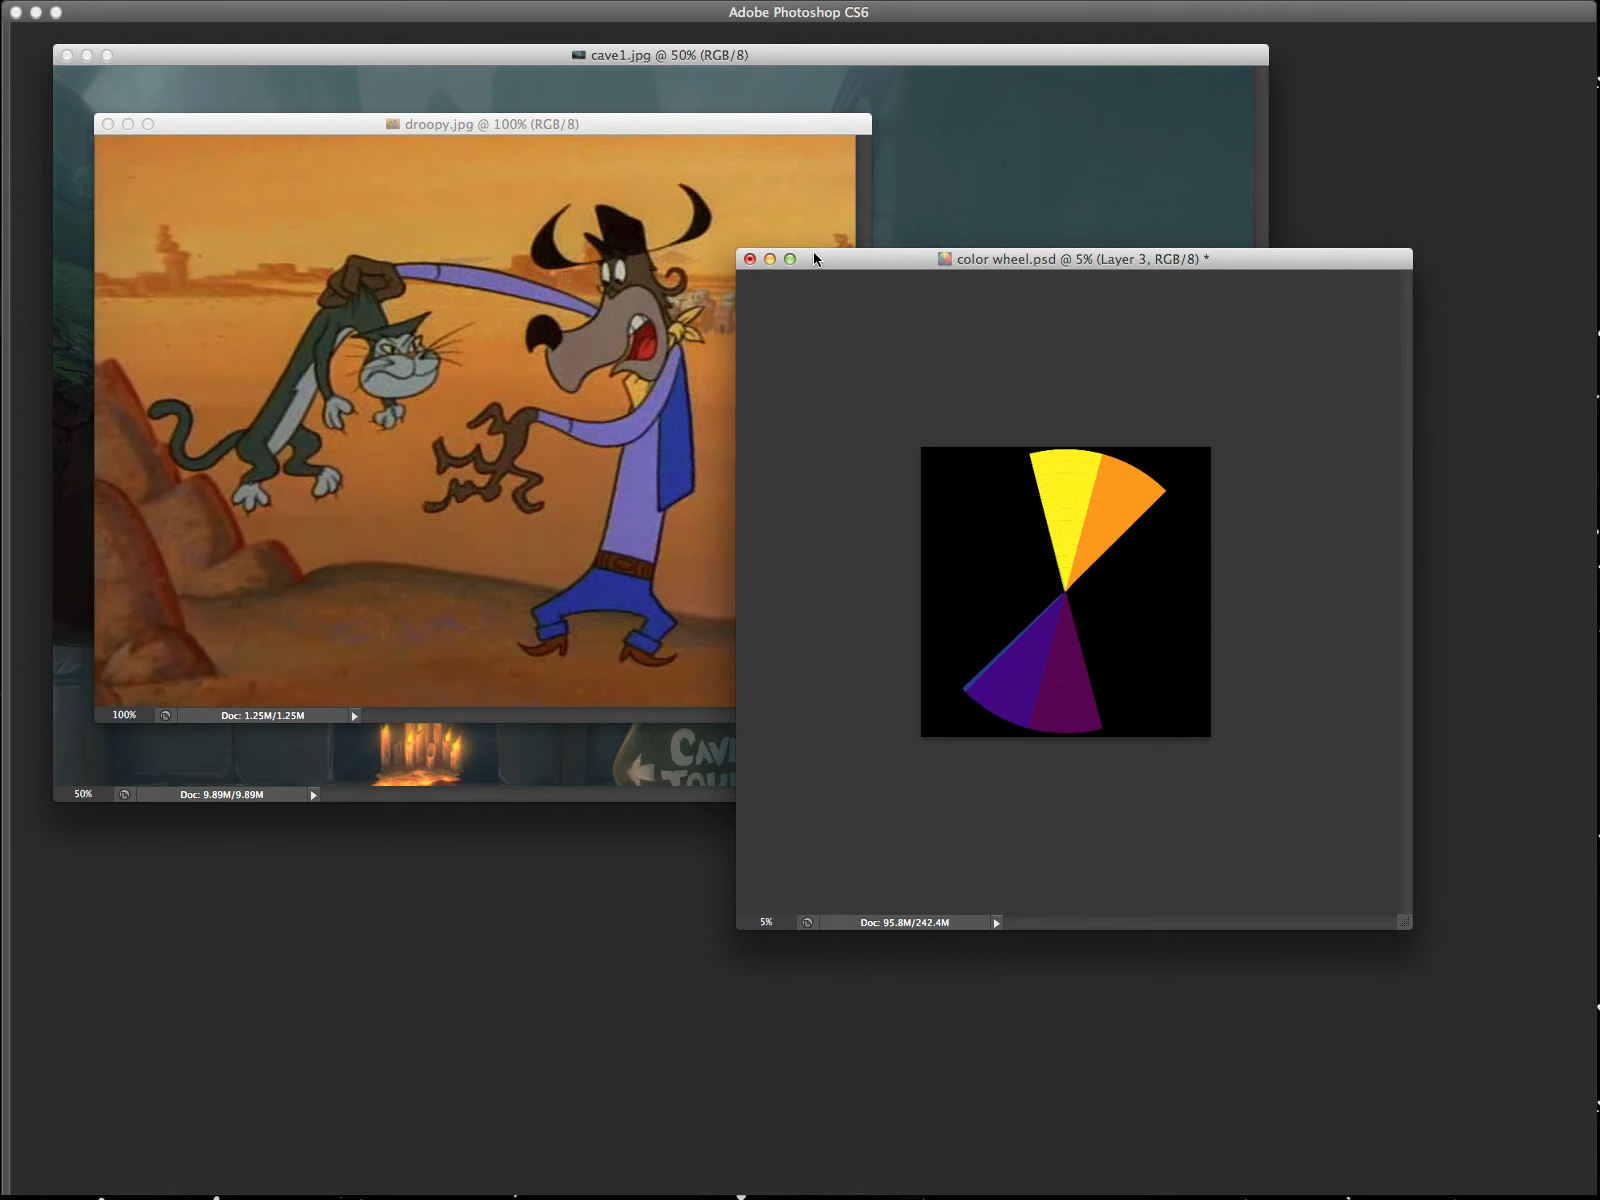 Adobe Photoshop CS6
cave1.jpg @ 50% (RGB/8)
droopy.jpg @ 100% (RGB/8)
color wheel.psd @ 5% (Layer 3, RGB/8) *
100%
Doc: 1.25M/1.25M
CAVE
50%
Doc: 9.89M/9.89M
5%
Doc: 95.8M/242.4M